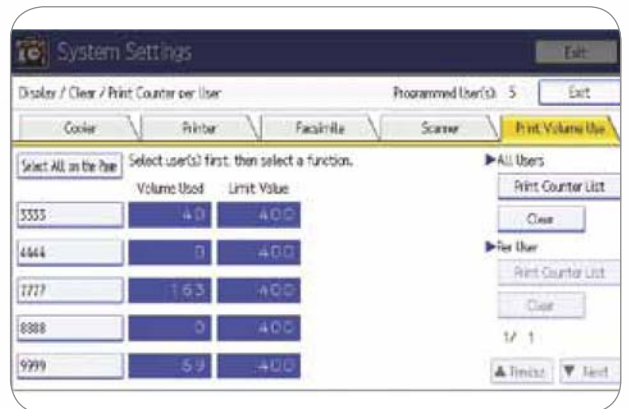 System Settings
Exit
Display / Clear / Print Counter per User
Programmed User(s): 5
Exit
Copier
Printer
Facsimile
Scanner
Print Volume Use
Select All on the Page
Select user(s) first, then select a function.
Volume Used
Limit Value
3333
40
400
4444
0
400
7777
163
400
8888
0
400
9999
59
400
▶All Users
Print Counter List
Clear
▶Per User
Print Counter List
Clear
1/ 1
▲ Previous
▼ Next